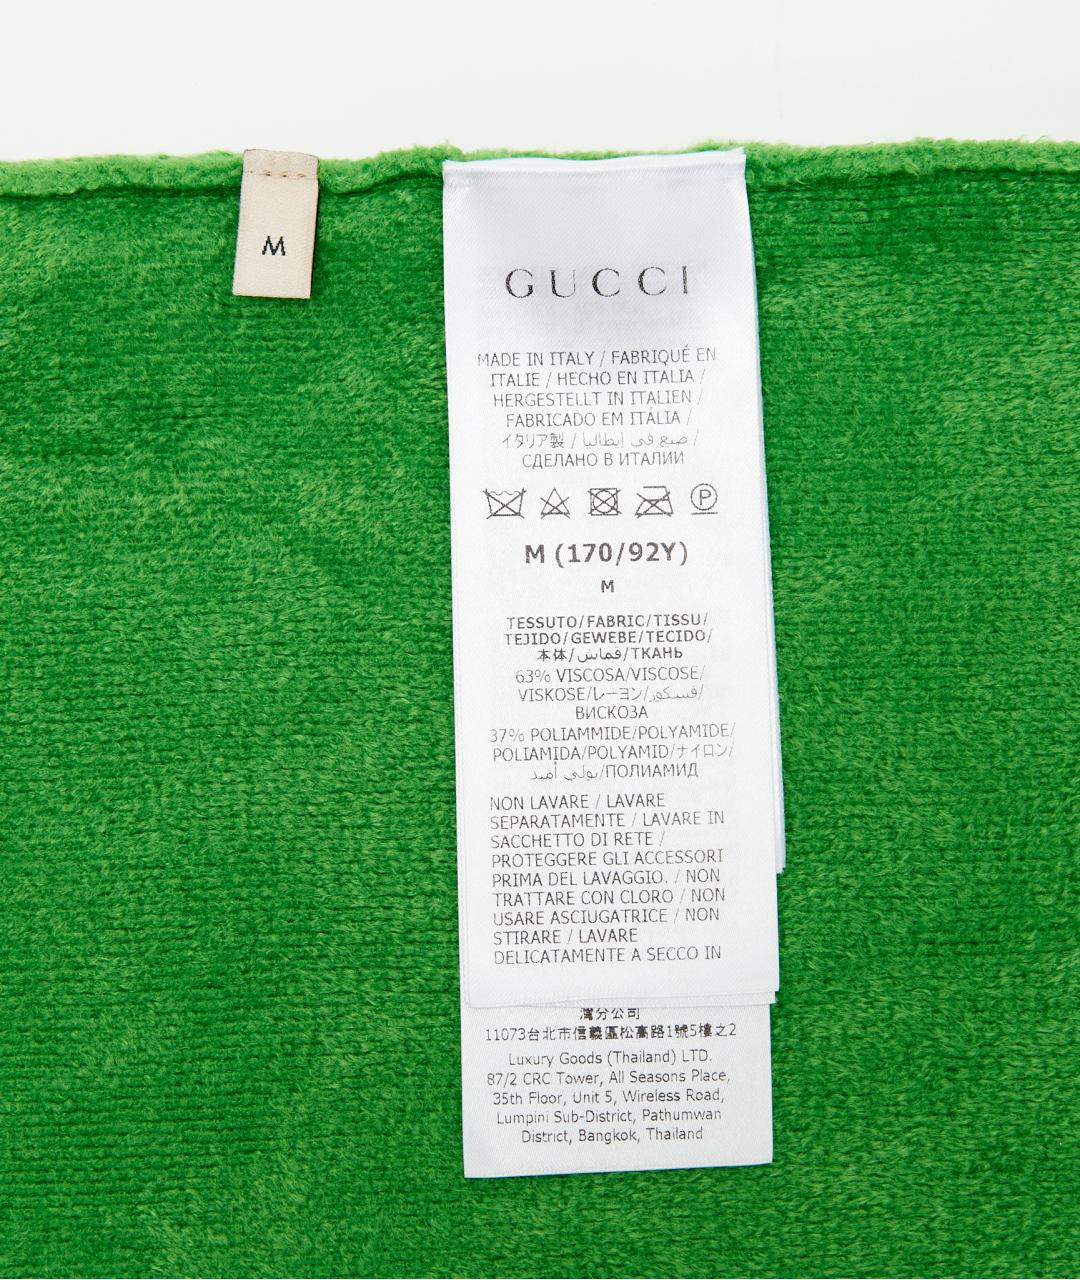 M
GUCCI
MADE IN ITALY / FABRIQUÉ EN
ITALIE / HECHO EN ITALIA /
HERGESTELLT IN ITALIEN /
FABRICADO EM ITÁLIA /
イタリア製 / صنع في إيطاليا /
СДЕЛАНО В ИТАЛИИ
P
M (170/92Y)
M
TESSUTO/FABRIC/TISSU/
TEJIDO/GEWEBE/TECIDO/
本体/قماش/ТКАНЬ
63% VISCOSA/VISCOSE/
VISKOSE/レーヨン/فسكوز/
ВИСКОЗА
37% POLIAMMIDE/POLYAMIDE/
POLIAMIDA/POLYAMID/ナイロン/
بولي أميد/ПОЛИАМИД
NON LAVARE / LAVARE
SEPARATAMENTE / LAVARE IN
SACCHETTO DI RETE /
PROTEGGERE GLI ACCESSORI
PRIMA DEL LAVAGGIO. / NON
TRATTARE CON CLORO / NON
USARE ASCIUGATRICE / NON
STIRARE / LAVARE
DELICATAMENTE A SECCO IN
灣分公司
11073台北市信義區松高路1號5樓之2
Luxury Goods (Thailand) LTD.
87/2 CRC Tower, All Seasons Place,
35th Floor, Unit 5, Wireless Road,
Lumpini Sub-District, Pathumwan
District, Bangkok, Thailand